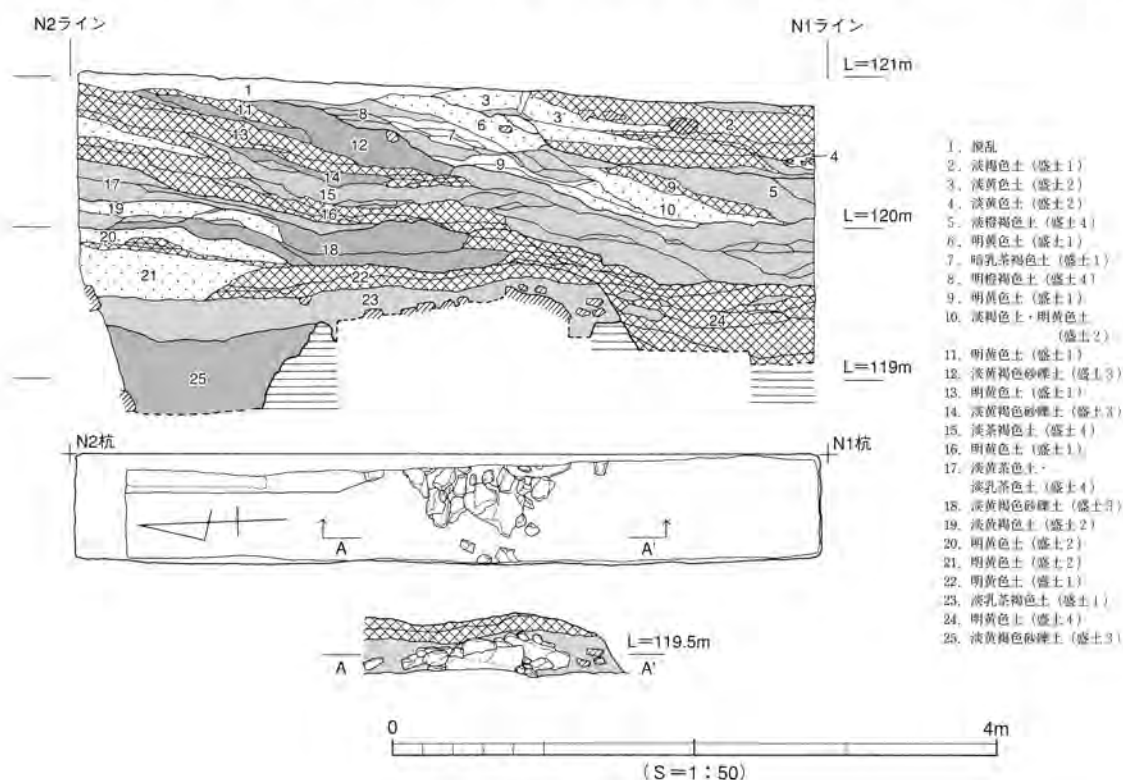 N2ライン
N1ライン
L=121m
1
3
2
11
8
3
6
7
13
12
4
9
14
9
5
17
15
10
19
16
L=120m
20
18
21
22
23
24
L=119m
25
N2杭
N1杭
A
A'
L=119.5m
A
A'
0
4m
(S=1:50)
1. 撹乱
2. 淡褐色土(盛土1)
3. 淡黄色土(盛土2)
4. 淡黄色土(盛土2)
5. 淡橙褐色土(盛土4)
6. 明黄色土(盛土1)
7. 暗乳茶褐色土(盛土1)
8. 明橙褐色土(盛土4)
9. 明黄色土(盛土1)
10. 淡褐色土・明黄色土
(盛土2)
11. 明黄色土(盛土1)
12. 淡黄褐色砂礫土(盛土3)
13. 明黄色土(盛土1)
14. 淡黄褐色砂礫土(盛土3)
15. 淡茶褐色土(盛土4)
16. 明黄色土(盛土1)
17. 淡黄茶色土・
淡乳茶色土(盛土4)
18. 淡黄褐色砂礫土(盛土3)
19. 淡黄褐色土(盛土2)
20. 明黄色土(盛土2)
21. 明黄色土(盛土2)
22. 明黄色土(盛土1)
23. 淡乳茶褐色土(盛土1)
24. 明黄色土(盛土4)
25. 淡黄褐色砂礫土(盛土3)